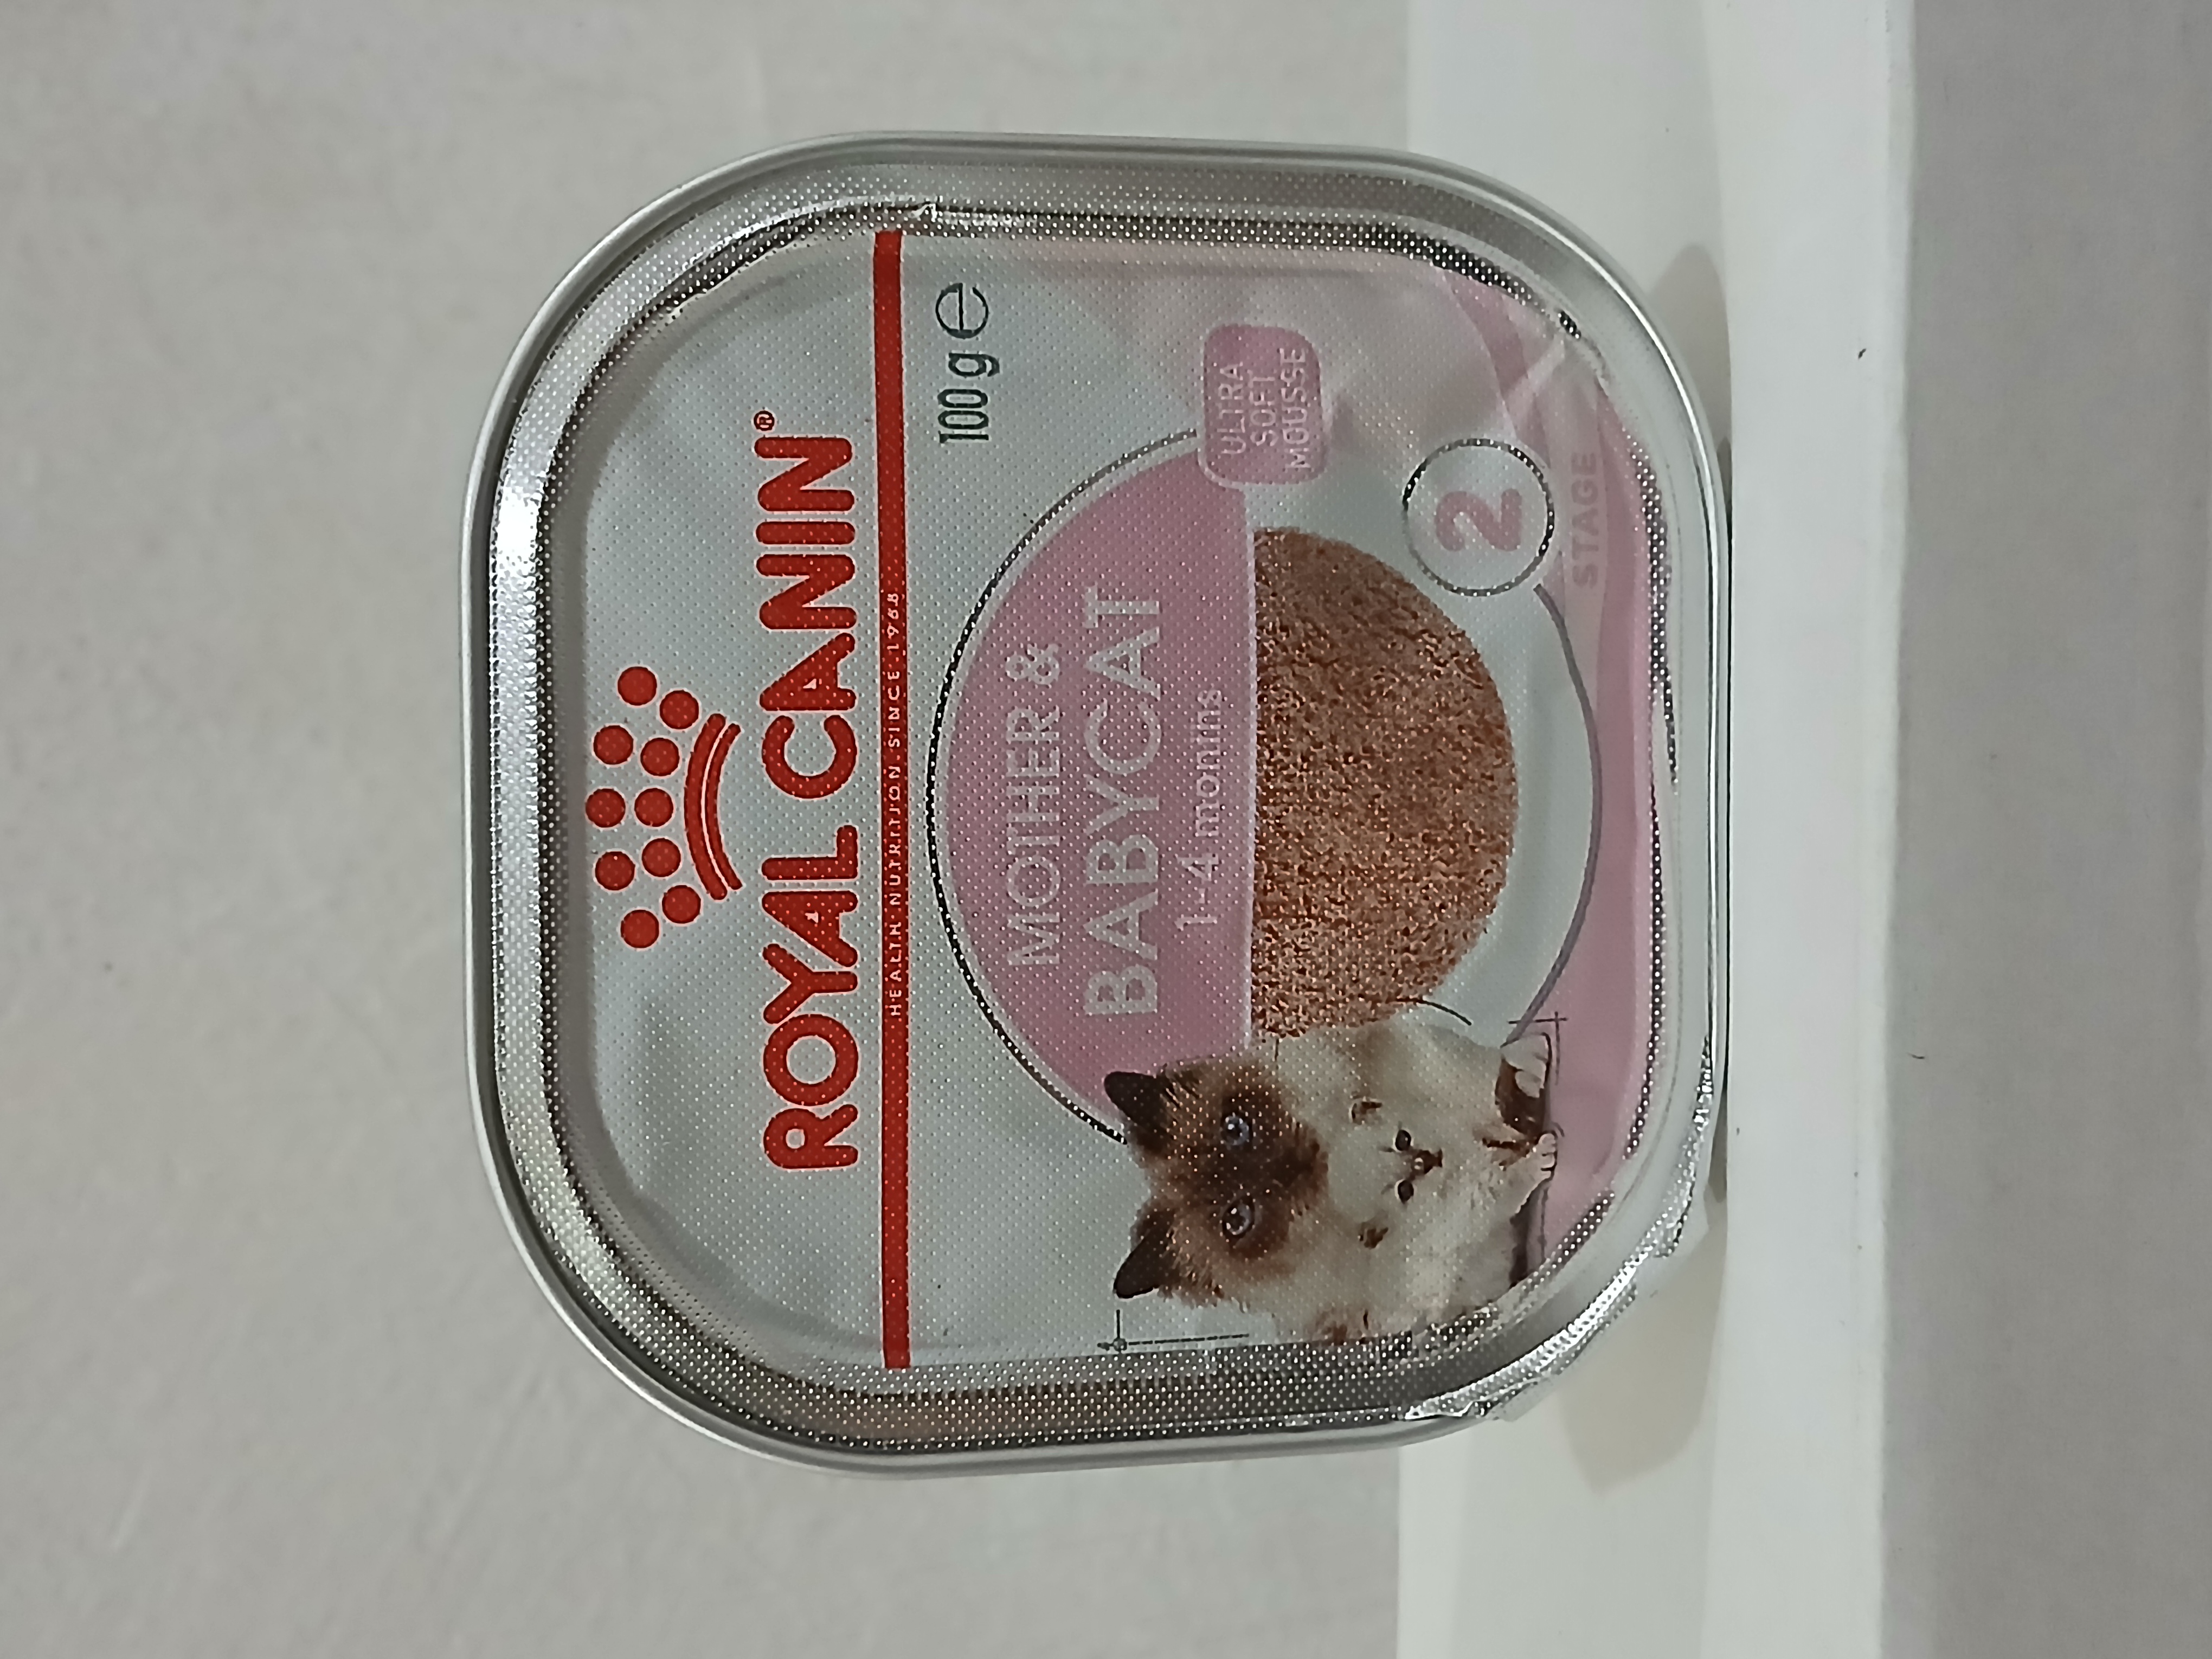 ROYAL CANIN®
HEALTH NUTRITION SINCE 1968
100 g ℮
MOTHER &
BABYCAT
1-4 months
ULTRA
SOFT
MOUSSE
2
STAGE